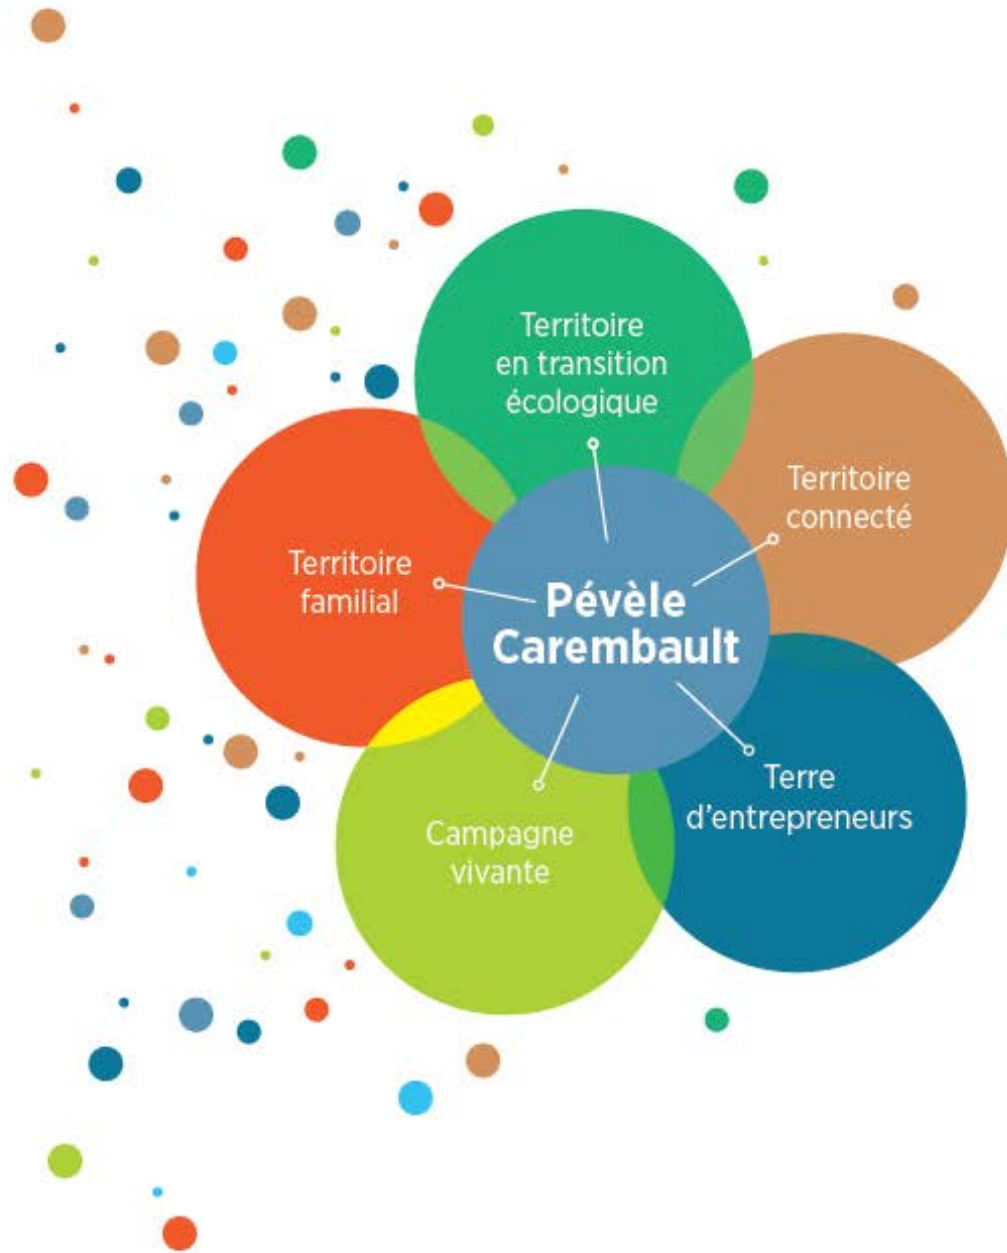 Territoire
en transition
écologique
Territoire
connecté
Territoire
familial
Pévèle
Carembault
Terre
d'entrepreneurs
Campagne
vivante